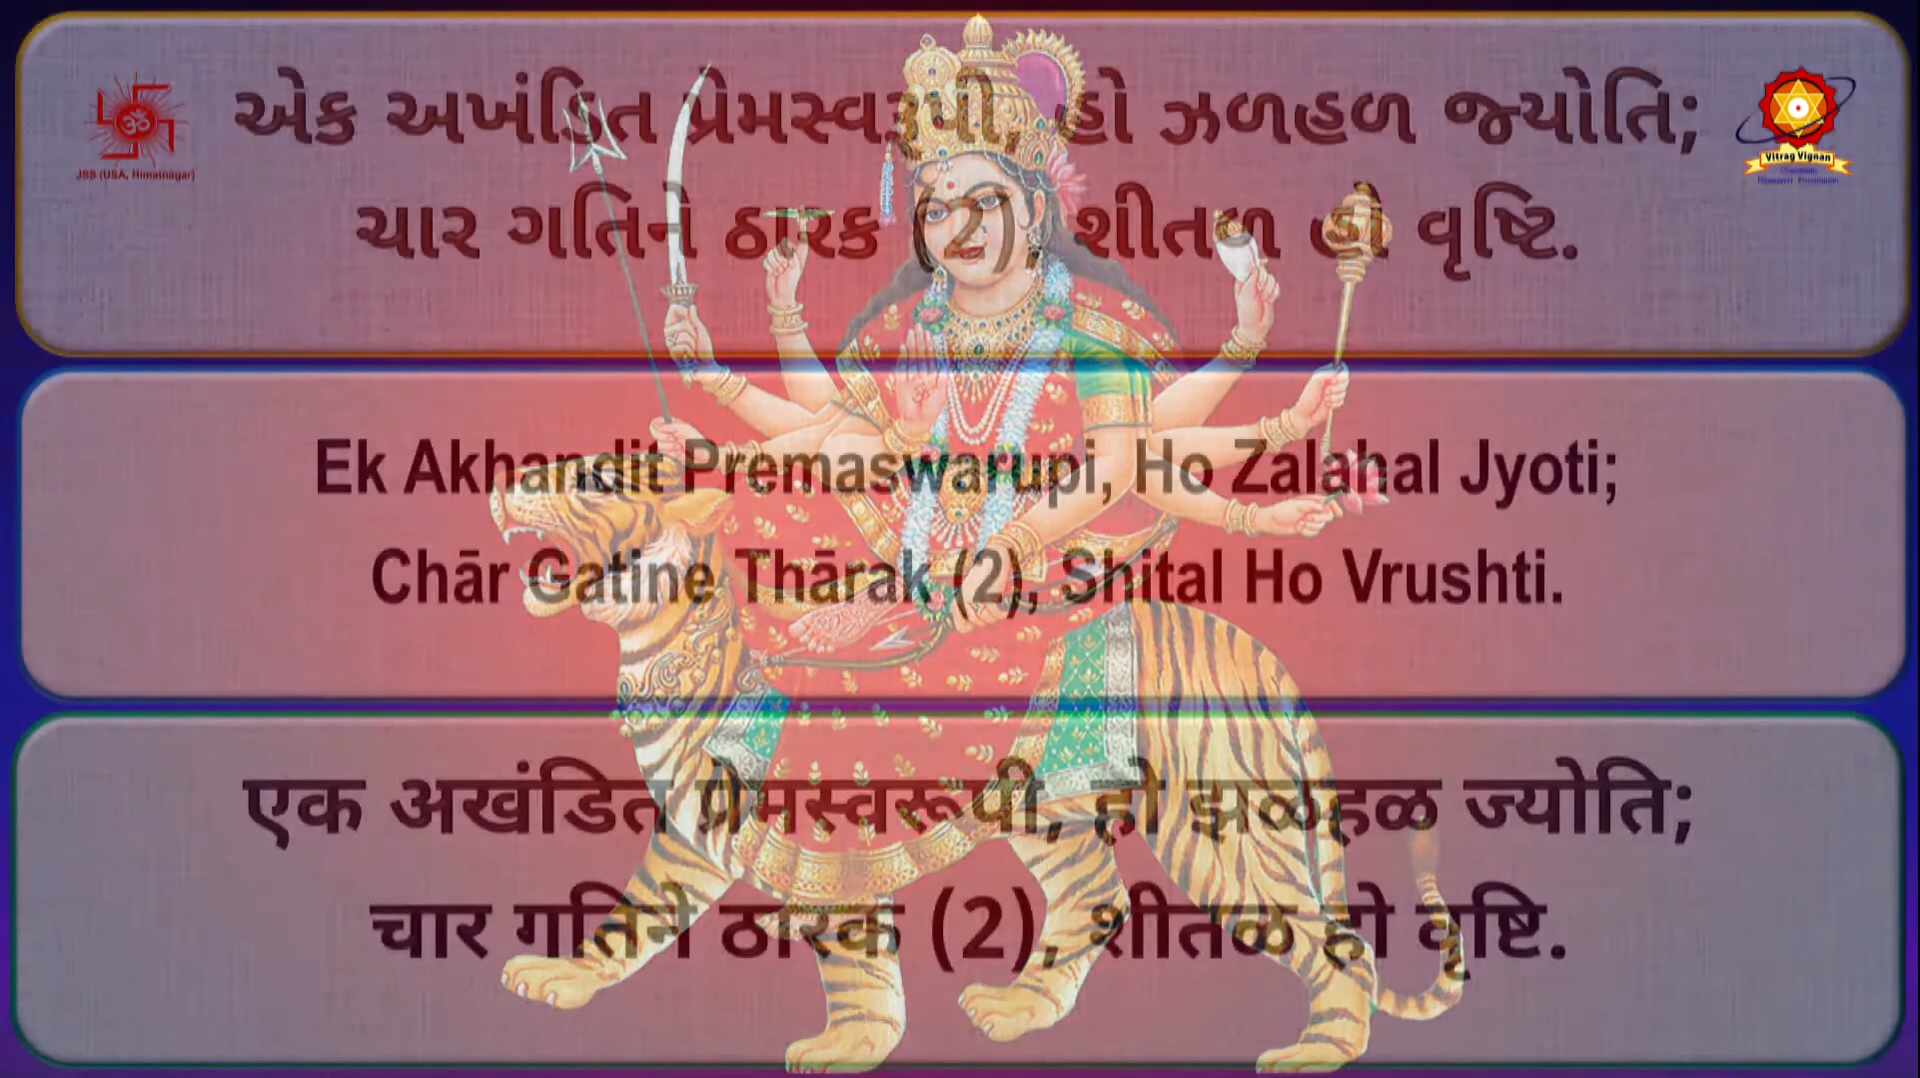 એક અખંડિત પ્રેમસ્વરૂપી, હો ઝળહળ જ્યોતિ;
ચાર ગતિને ઠારક (2), શીતળ હો વૃષ્ટિ.
JSS (USA, Himatnagar)
Vitrag Vignan
Ek Akhandit Premaswarupi, Ho Zalahal Jyoti;
Chār Gatine Thārak (2), Shital Ho Vrushti.
एक अखंडित प्रेमस्वरूपी, हो झळहळ ज्योति;
चार गतिने ठारक (2), शीतळ हो वृष्टि.